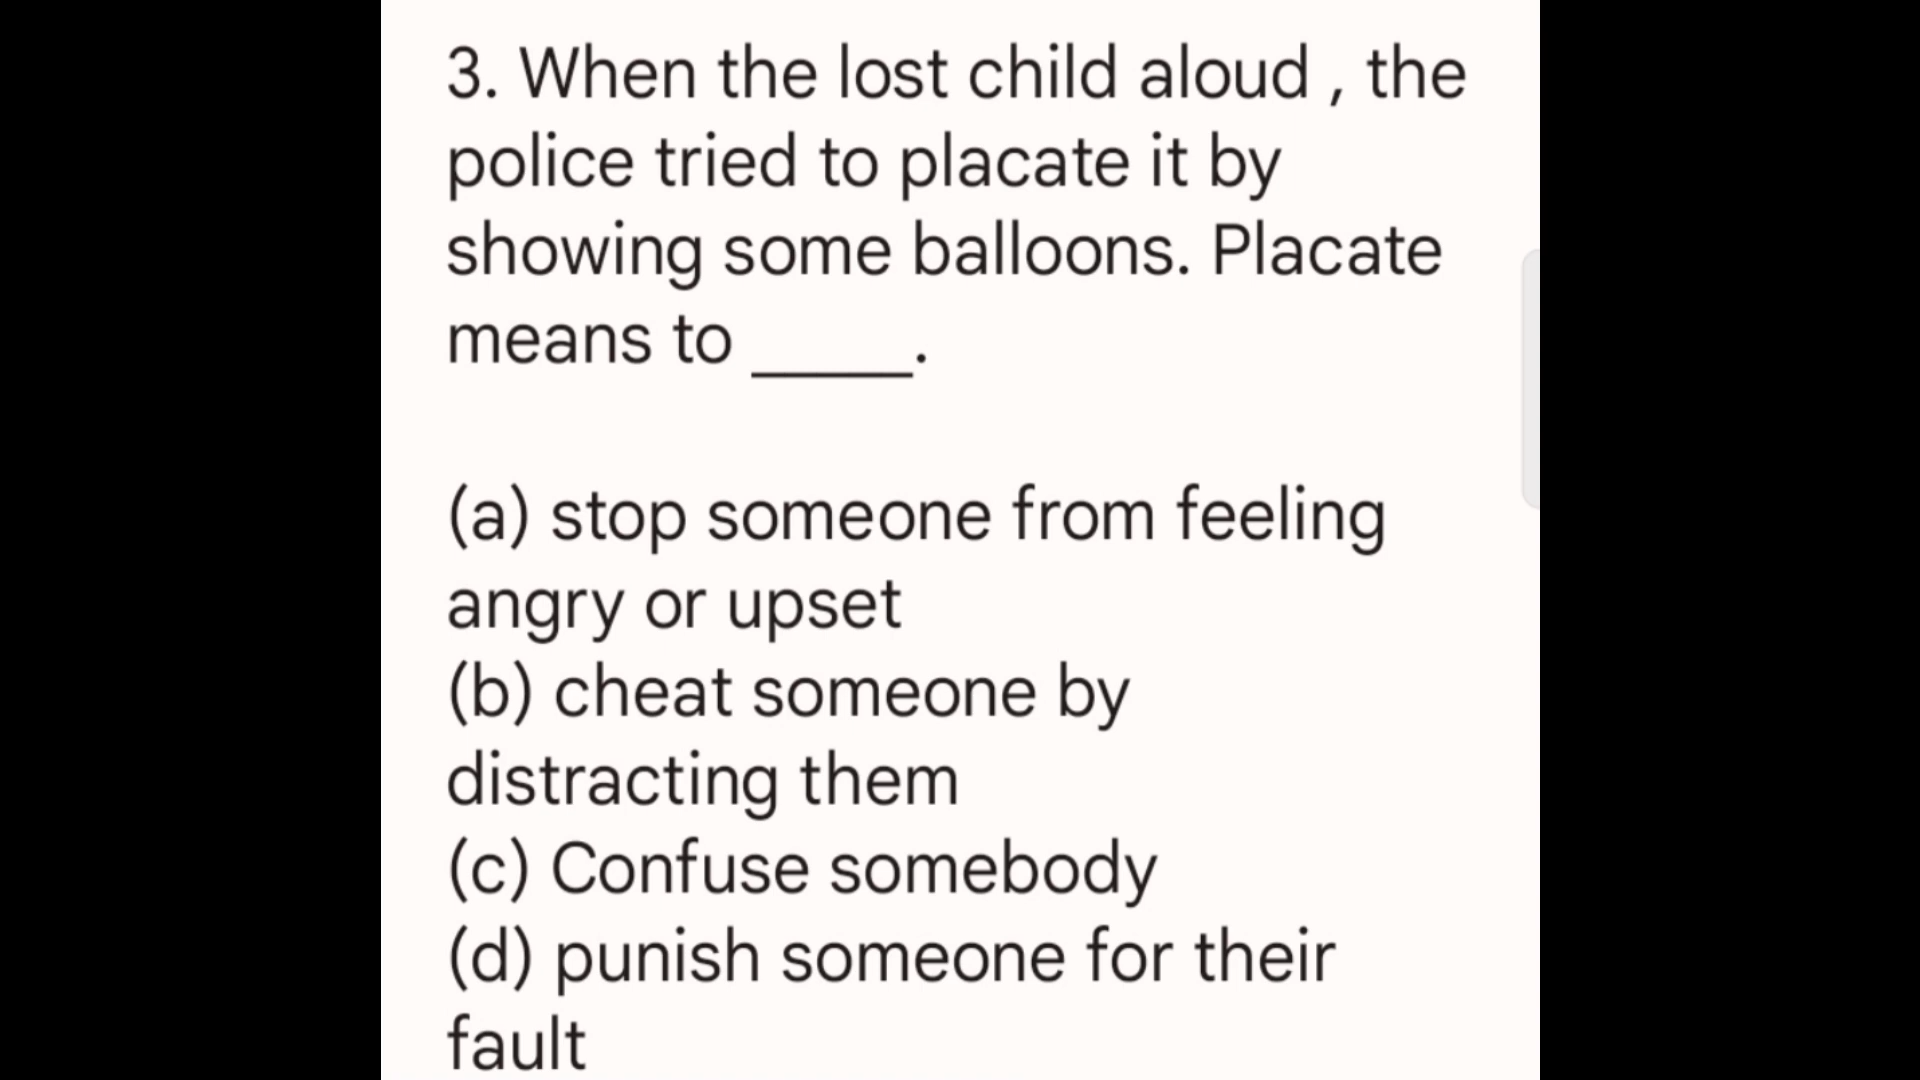 3. When the lost child aloud , the
police tried to placate it by
showing some balloons. Placate
means to _____.
(a) stop someone from feeling
angry or upset
(b) cheat someone by
distracting them
(c) Confuse somebody
(d) punish someone for their
fault